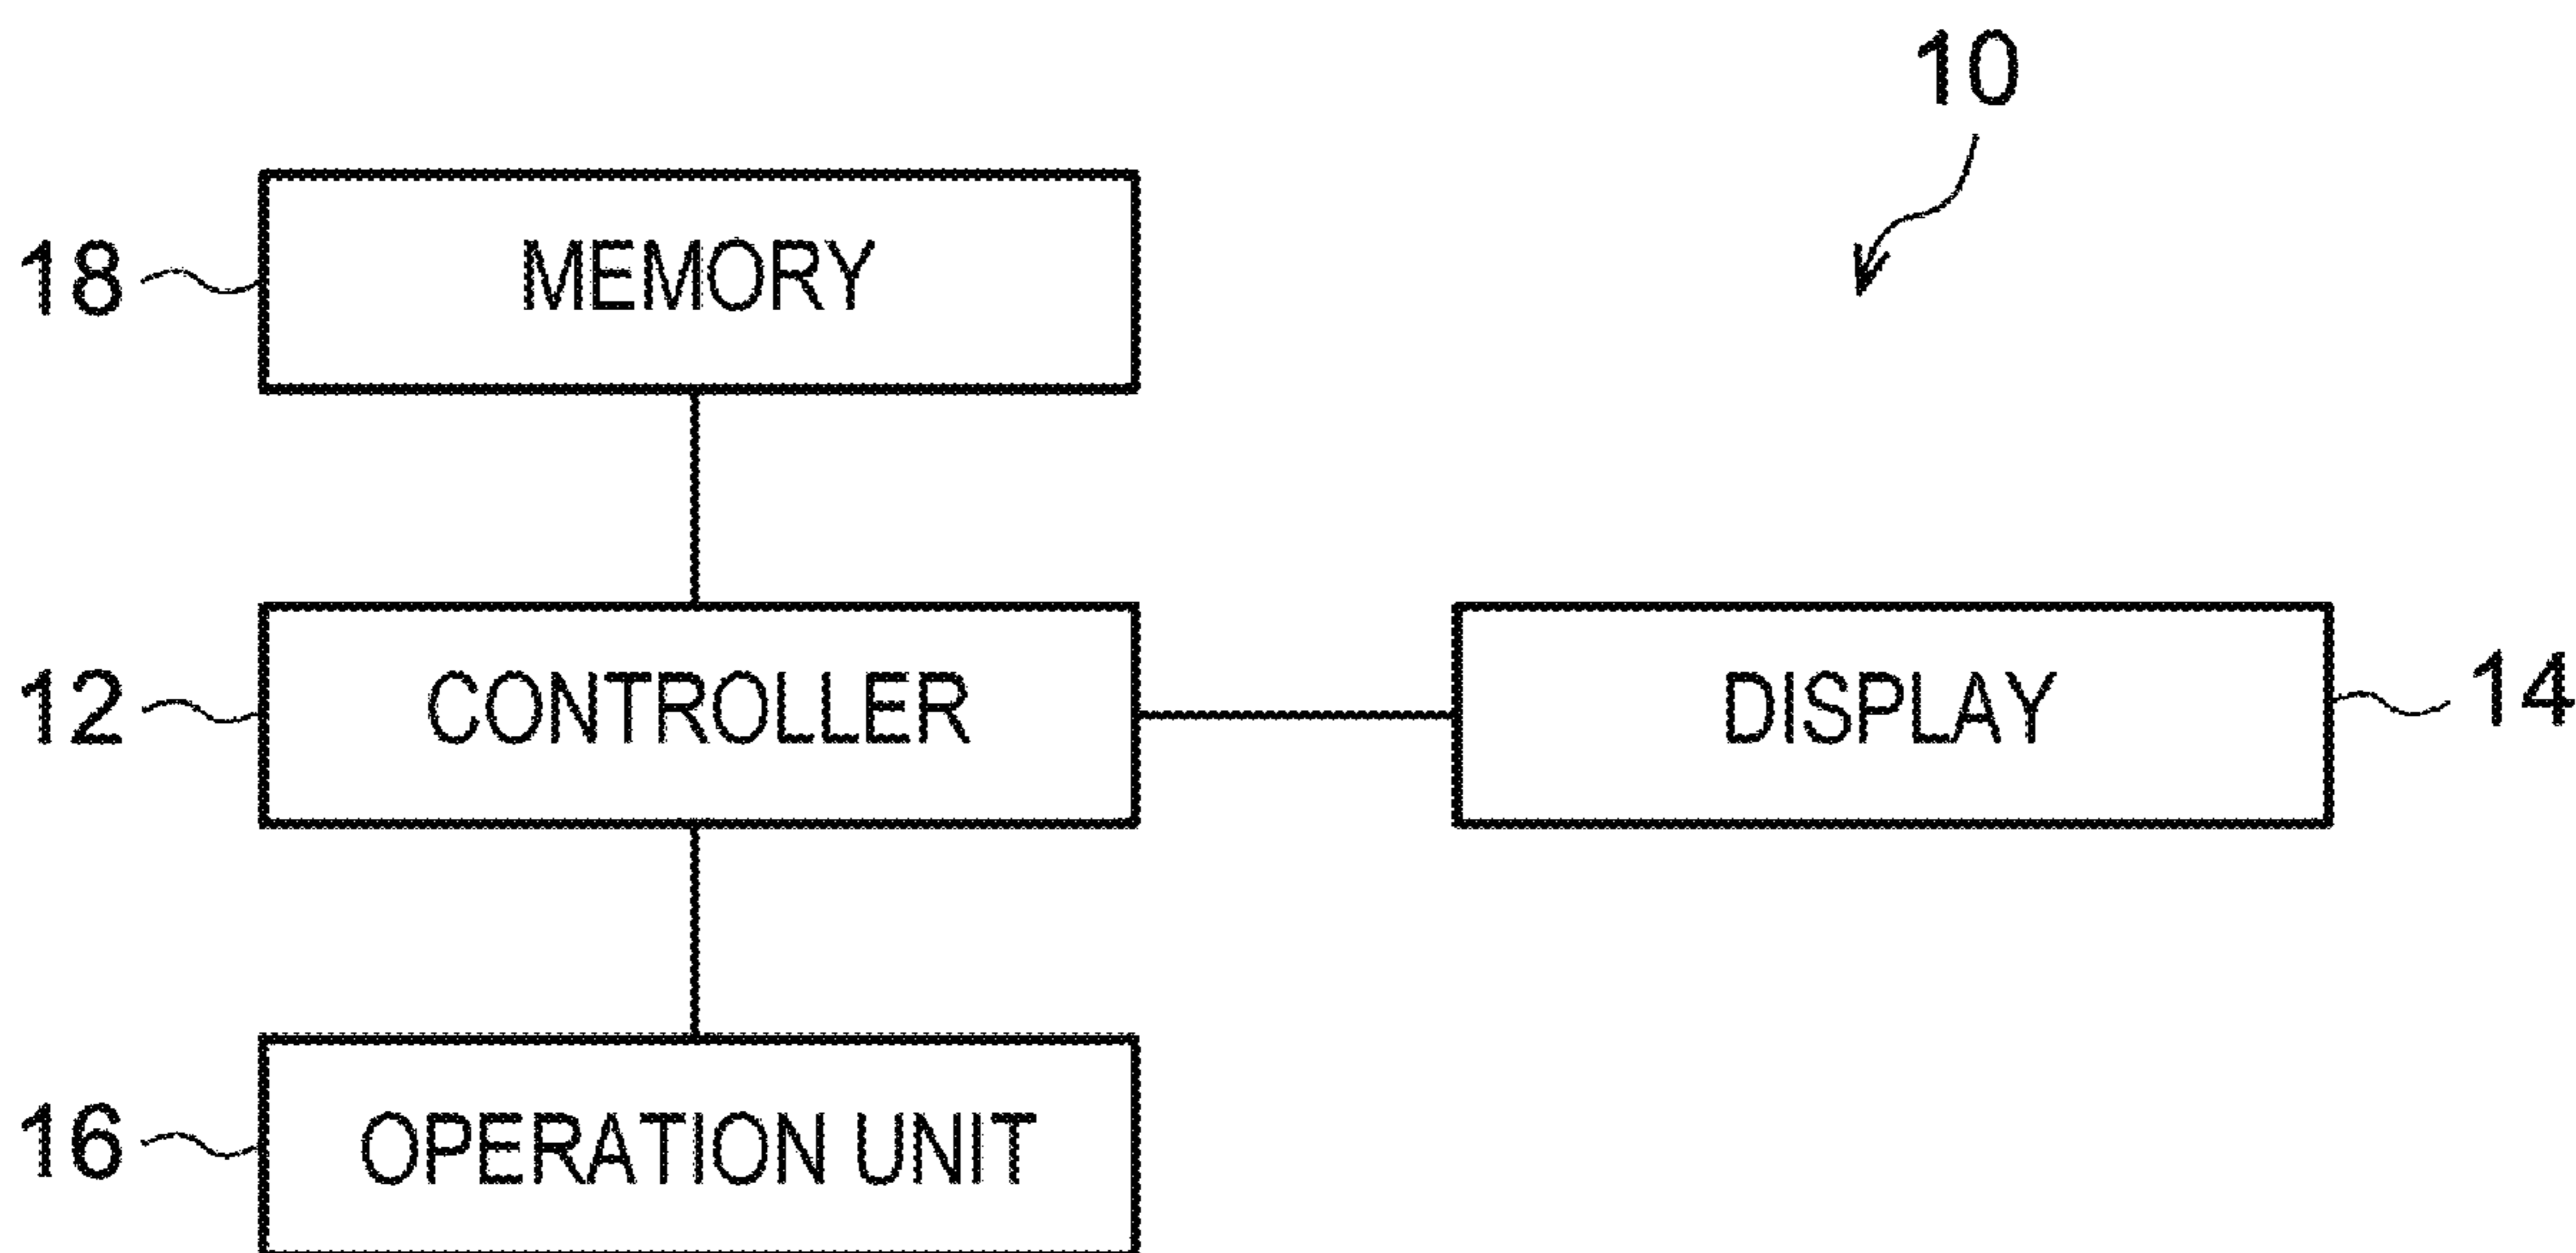 10
18 MEMORY
12 CONTROLLER DISPLAY 14
16 OPERATION UNIT